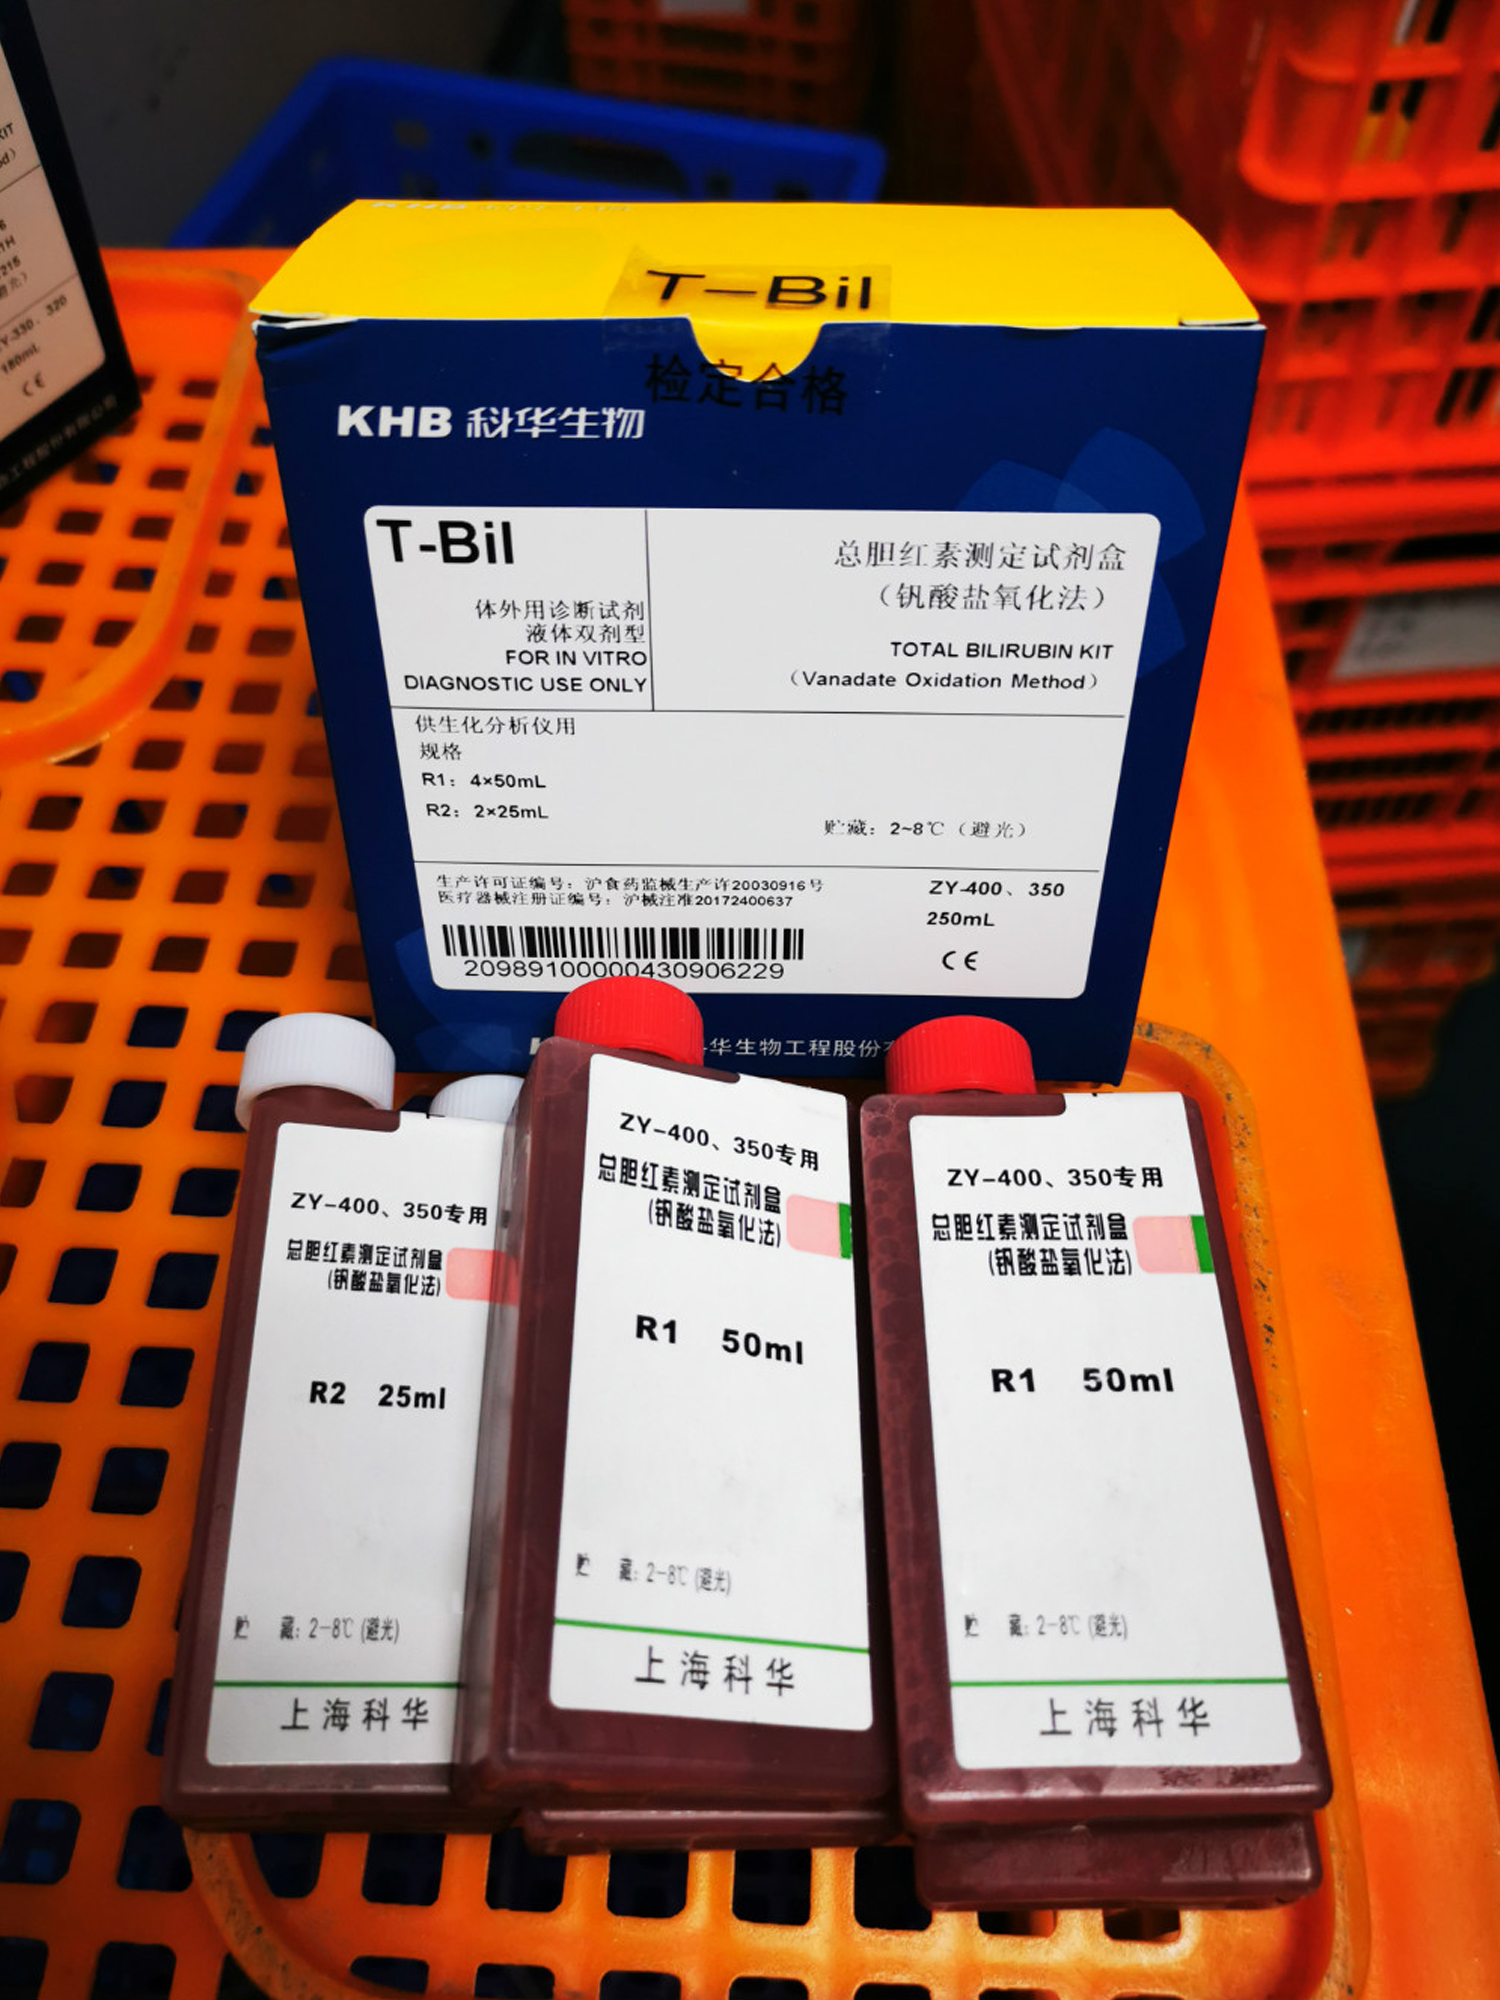 T-Bil
检定合格
KHB 科华生物
T-Bil
体外用诊断试剂
液体双剂型
FOR IN VITRO
DIAGNOSTIC USE ONLY
总胆红素测定试剂盒
（钒酸盐氧化法）
TOTAL BILIRUBIN KIT
（Vanadate Oxidation Method）
供生化分析仪用
规格
R1：4×50mL
R2：2×25mL
贮藏：2~8℃（避光）
生产许可证编号：沪食药监械生产许20030916号
医疗器械注册证编号：沪械注准20172400637
ZY-400、350
250mL
CE
20989100000430906229
华生物工程股份
ZY-400、350专用
总胆红素测定试剂盒
(钒酸盐氧化法)
R2 25ml
贮 藏: 2-8℃ (避光)
上海科华
ZY-400、350专用
总胆红素测定试剂盒
(钒酸盐氧化法)
R1 50ml
贮 藏: 2-8℃ (避光)
上海科华
ZY-400、350专用
总胆红素测定试剂盒
(钒酸盐氧化法)
R1 50ml
贮 藏: 2-8℃ (避光)
上海科华
330、320
180mL
CE
工程股份有限公司